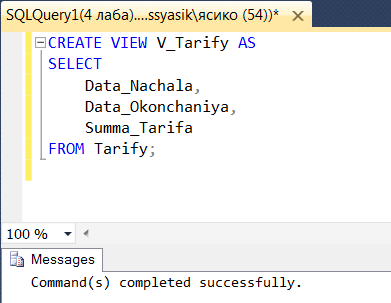 SQLQuery1(4 лаба)....ssyasik\ясико (54))*
CREATE VIEW V_Tarify AS
SELECT
Data_Nachala,
Data_Okonchaniya,
Summa_Tarifa
FROM Tarify;
100 %
Messages
Command(s) completed successfully.